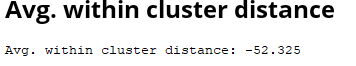 Avg. within cluster distance
Avg. within cluster distance: -52.325